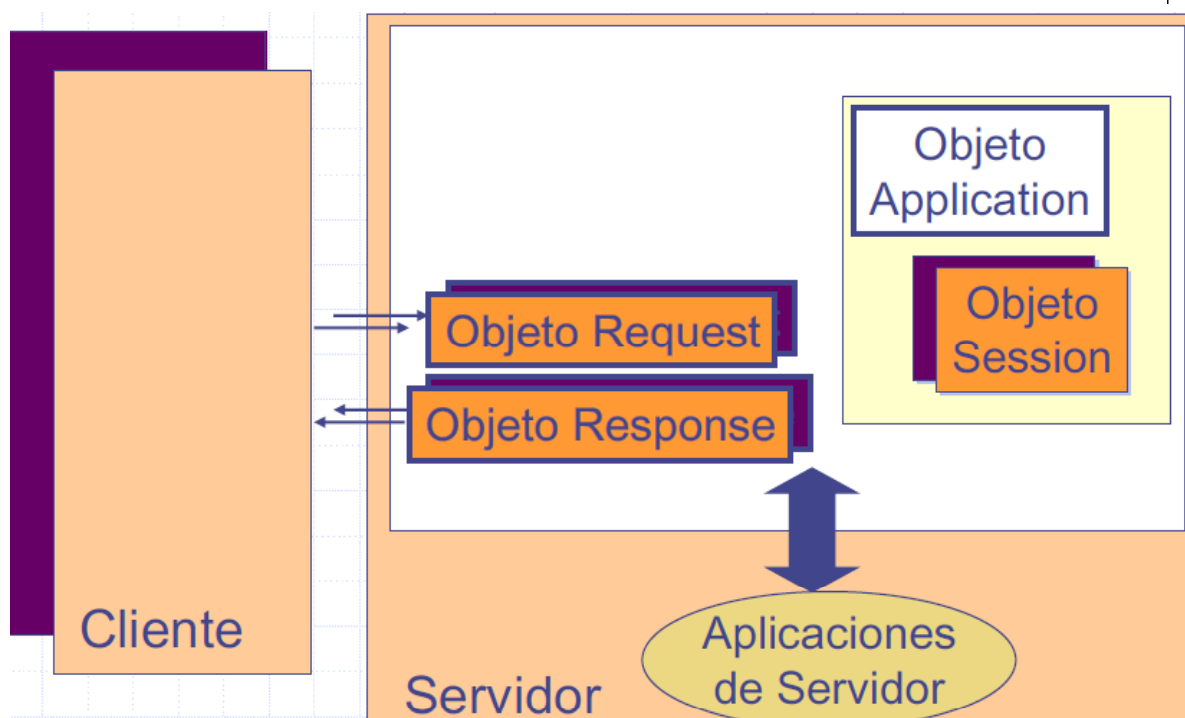 Objeto
Application
Objeto
Session
Objeto Request
Objeto Response
Cliente
Servidor
Aplicaciones
de Servidor